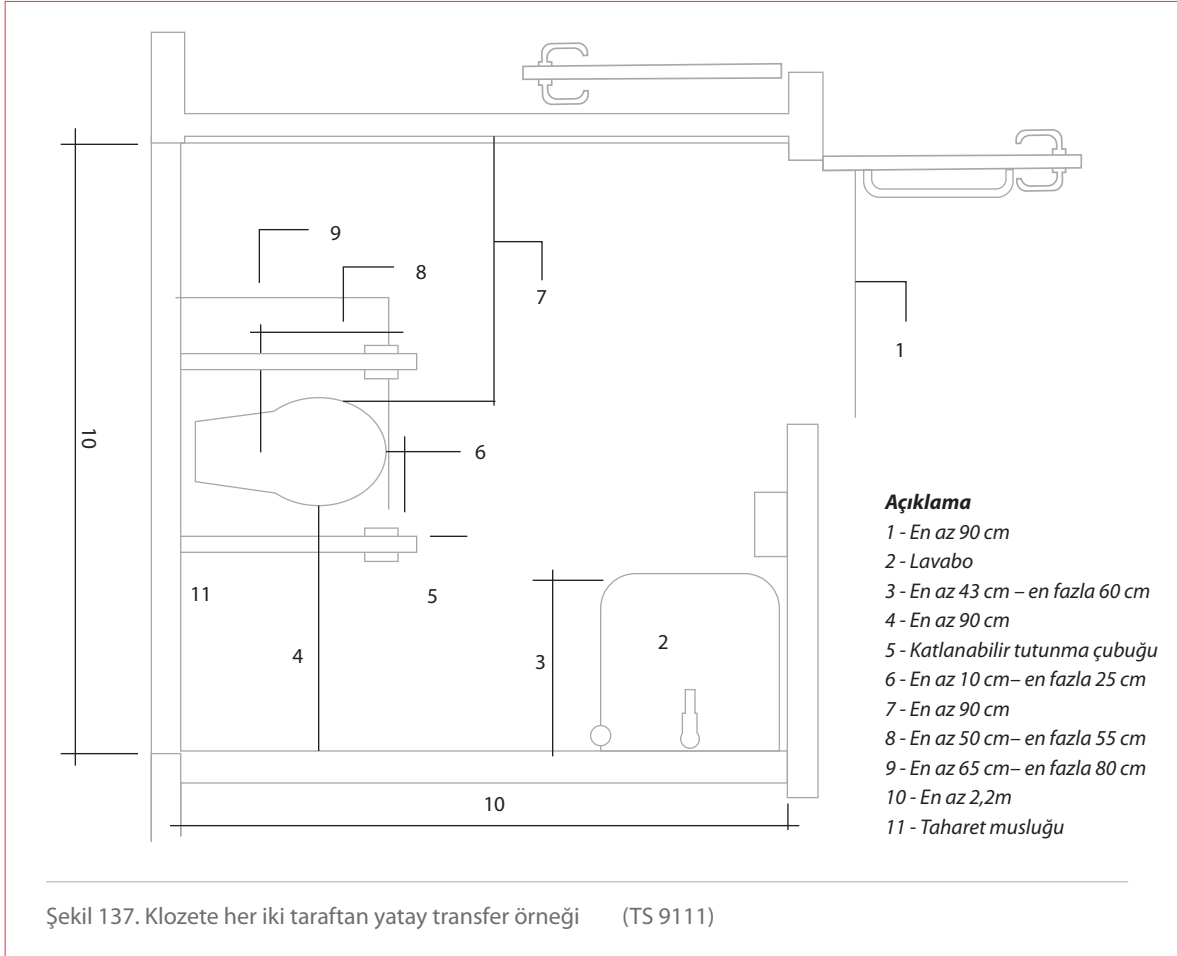 9
8
7
1
10
6
11
5
4
3
2
10
Açıklama
1 - En az 90 cm
2 - Lavabo
3 - En az 43 cm – en fazla 60 cm
4 - En az 90 cm
5 - Katlanabilir tutunma çubuğu
6 - En az 10 cm– en fazla 25 cm
7 - En az 90 cm
8 - En az 50 cm– en fazla 55 cm
9 - En az 65 cm– en fazla 80 cm
10 - En az 2,2m
11 - Taharet musluğu
Şekil 137. Klozete her iki taraftan yatay transfer örneği (TS 9111)